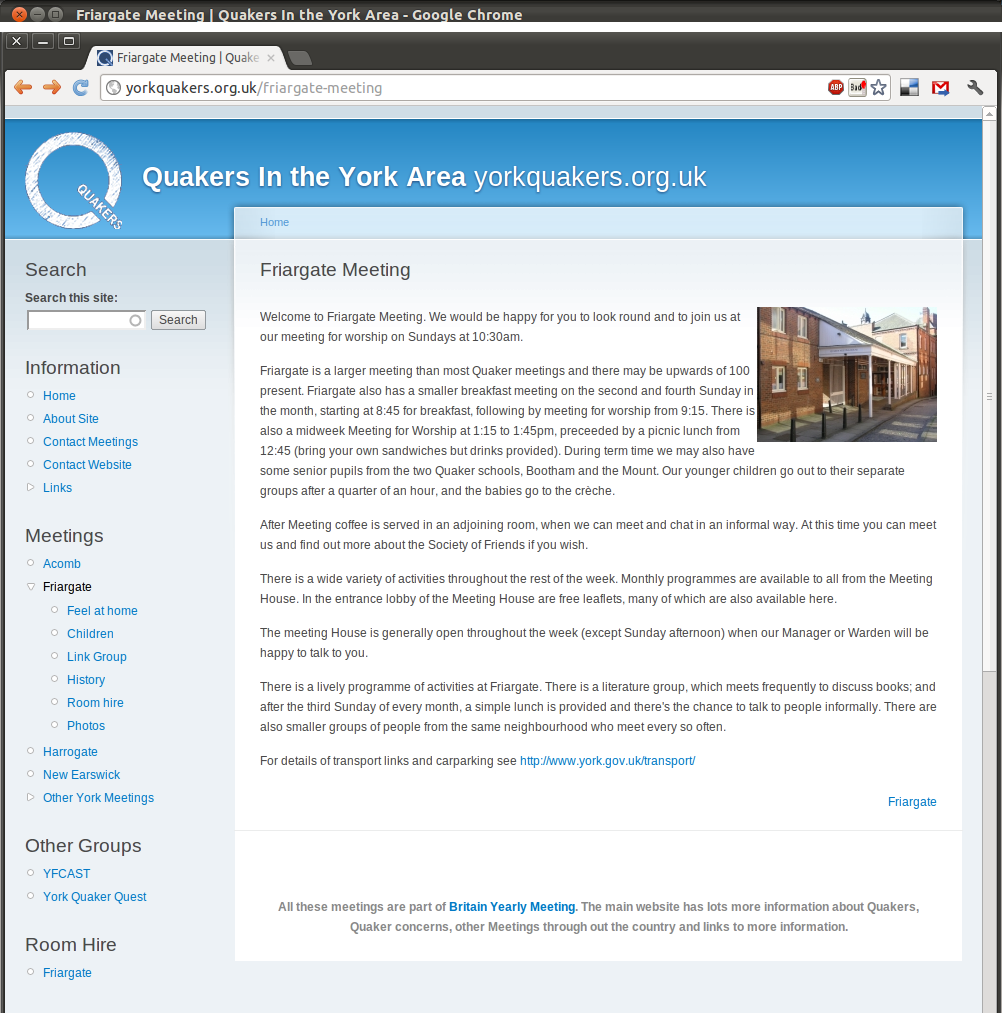 Friargate Meeting | Quakers In the York Area - Google Chrome
Friargate Meeting | Quake
yorkquakers.org.uk/friargate-meeting
ABP
Bad
QUAKERS
Quakers In the York Area yorkquakers.org.uk
Home
Search
Search this site:
Search
Information
Home
About Site
Contact Meetings
Contact Website
Links
Meetings
Acomb
Friargate
Feel at home
Children
Link Group
History
Room hire
Photos
Harrogate
New Earswick
Other York Meetings
Other Groups
YFCAST
York Quaker Quest
Room Hire
Friargate
Friargate Meeting
Welcome to Friargate Meeting. We would be happy for you to look round and to join us at
our meeting for worship on Sundays at 10:30am.
Friargate is a larger meeting than most Quaker meetings and there may be upwards of 100
present. Friargate also has a smaller breakfast meeting on the second and fourth Sunday in
the month, starting at 8:45 for breakfast, following by meeting for worship from 9:15. There is
also a midweek Meeting for Worship at 1:15 to 1:45pm, preceeded by a picnic lunch from
12:45 (bring your own sandwiches but drinks provided). During term time we may also have
some senior pupils from the two Quaker schools, Bootham and the Mount. Our younger children go out to their separate
groups after a quarter of an hour, and the babies go to the crèche.
After Meeting coffee is served in an adjoining room, when we can meet and chat in an informal way. At this time you can meet
us and find out more about the Society of Friends if you wish.
There is a wide variety of activities throughout the rest of the week. Monthly programmes are available to all from the Meeting
House. In the entrance lobby of the Meeting House are free leaflets, many of which are also available here.
The meeting House is generally open throughout the week (except Sunday afternoon) when our Manager or Warden will be
happy to talk to you.
There is a lively programme of activities at Friargate. There is a literature group, which meets frequently to discuss books; and
after the third Sunday of every month, a simple lunch is provided and there's the chance to talk to people informally. There are
also smaller groups of people from the same neighbourhood who meet every so often.
For details of transport links and carparking see http://www.york.gov.uk/transport/
Friargate
All these meetings are part of Britain Yearly Meeting. The main website has lots more information about Quakers,
Quaker concerns, other Meetings through out the country and links to more information.